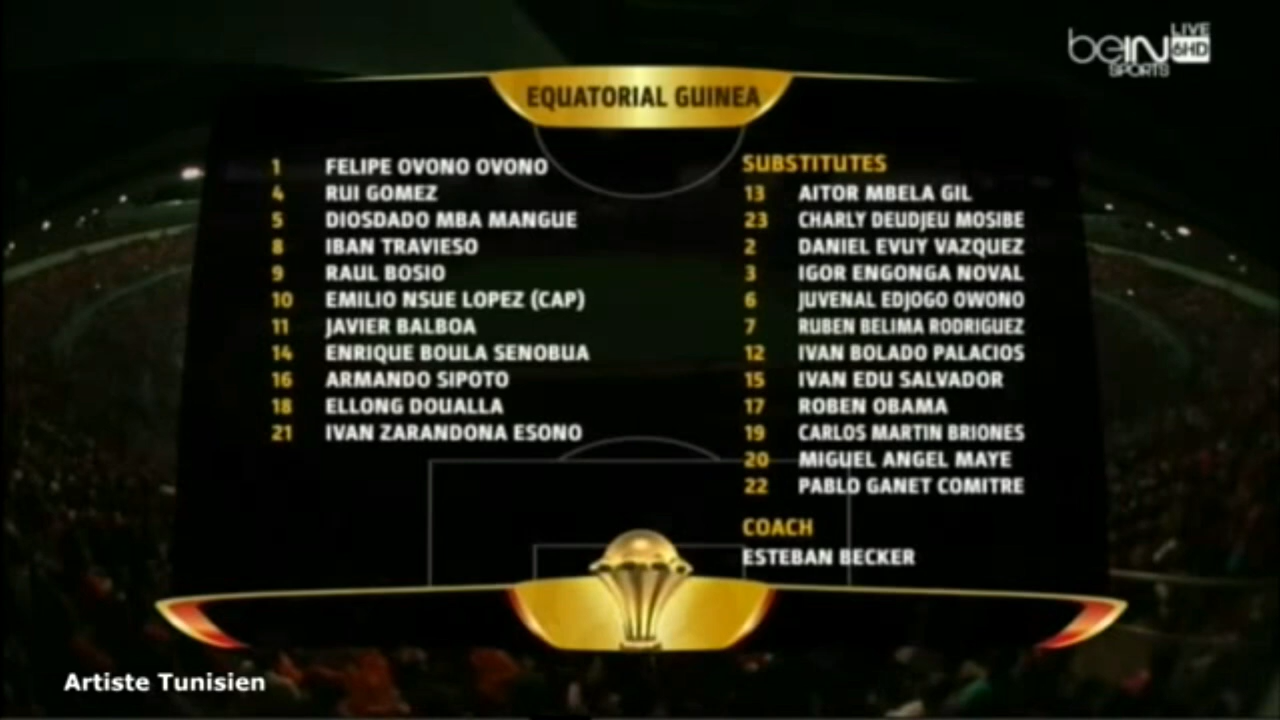 beIN
SPORTS
LIVE
6HD
EQUATORIAL GUINEA
1 FELIPE OVONO OVONO
4 RUI GOMEZ
5 DIOSDADO MBA MANGUE
8 IBAN TRAVIESO
9 RAUL BOSIO
10 EMILIO NSUE LOPEZ (CAP)
11 JAVIER BALBOA
14 ENRIQUE BOULA SENOBUA
16 ARMANDO SIPOTO
18 ELLONG DOUALLA
21 IVAN ZARANDONA ESONO
SUBSTITUTES
13 AITOR MBELA GIL
23 CHARLY DEUDJEU MOSIBE
2 DANIEL EVUY VAZQUEZ
3 IGOR ENGONGA NOVAL
6 JUVENAL EDJOGO OWONO
7 RUBEN BELIMA RODRIGUEZ
12 IVAN BOLADO PALACIOS
15 IVAN EDU SALVADOR
17 ROBEN OBAMA
19 CARLOS MARTIN BRIONES
20 MIGUEL ANGEL MAYE
22 PABLO GANET COMITRE
COACH
ESTEBAN BECKER
Artiste Tunisien